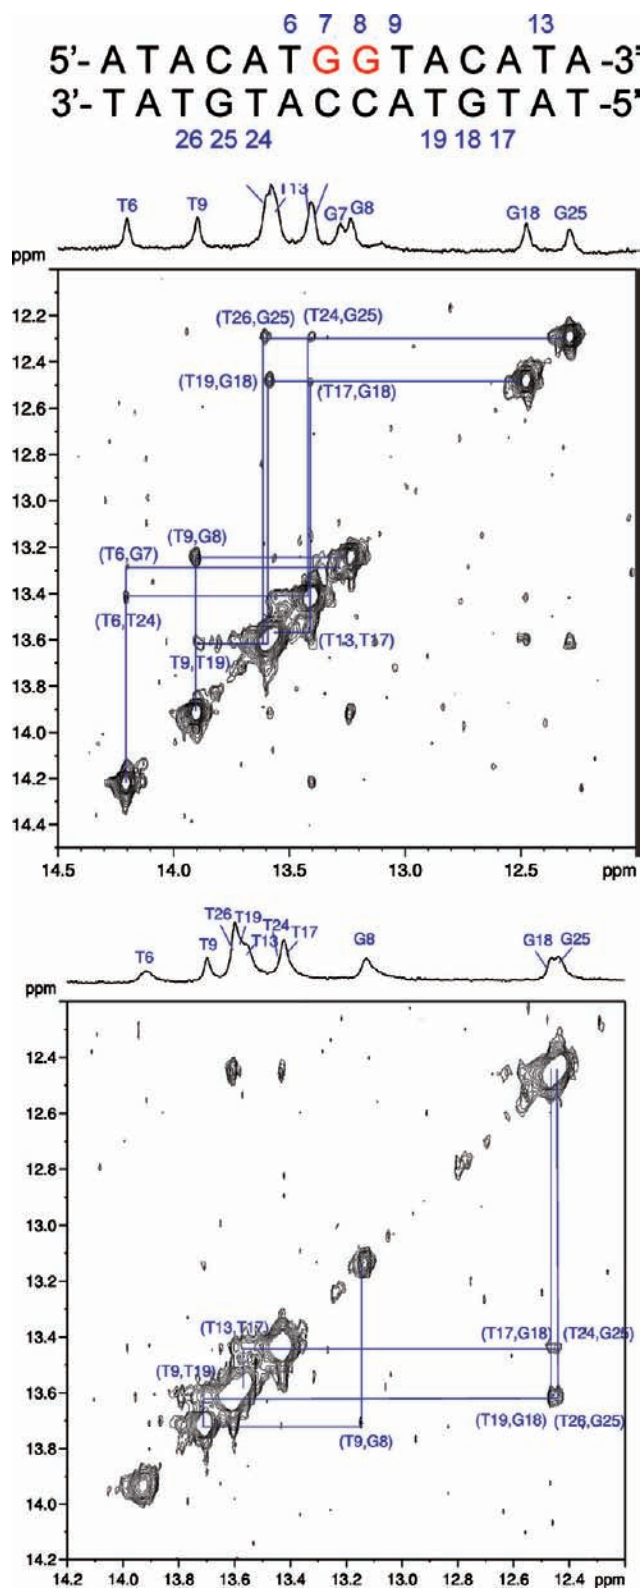 6 7 8 9 13
5'- A T A C A T G G T A C A T A -3'
3'- T A T G T A C C A T G T A T -5'
26 25 24 19 18 17
T6 T9 T13 G7 G8 G18 G25
ppm
12.2
(T26,G25) (T24,G25)
12.4
(T19,G18) (T17,G18)
12.6
12.8
13.0
(T9,G8)
13.2
(T6,G7)
13.4
(T6,T24)
13.6
T9,T19) (T13,T17)
13.8
14.0
14.2
14.4
14.5 14.0 13.5 13.0 12.5 ppm
T26 T19 T24
T6 T9 T13 T17 G8 G18 G25
ppm
12.4
12.6
12.8
13.0
13.2
13.4
(T13,T17) (T17,G18) (T24,G25)
(T9,T19)
13.6
(T9,G8) (T19,G18) (T26,G25)
13.8
14.0
14.2
14.2 14.0 13.8 13.6 13.4 13.2 13.0 12.8 12.6 12.4 ppm